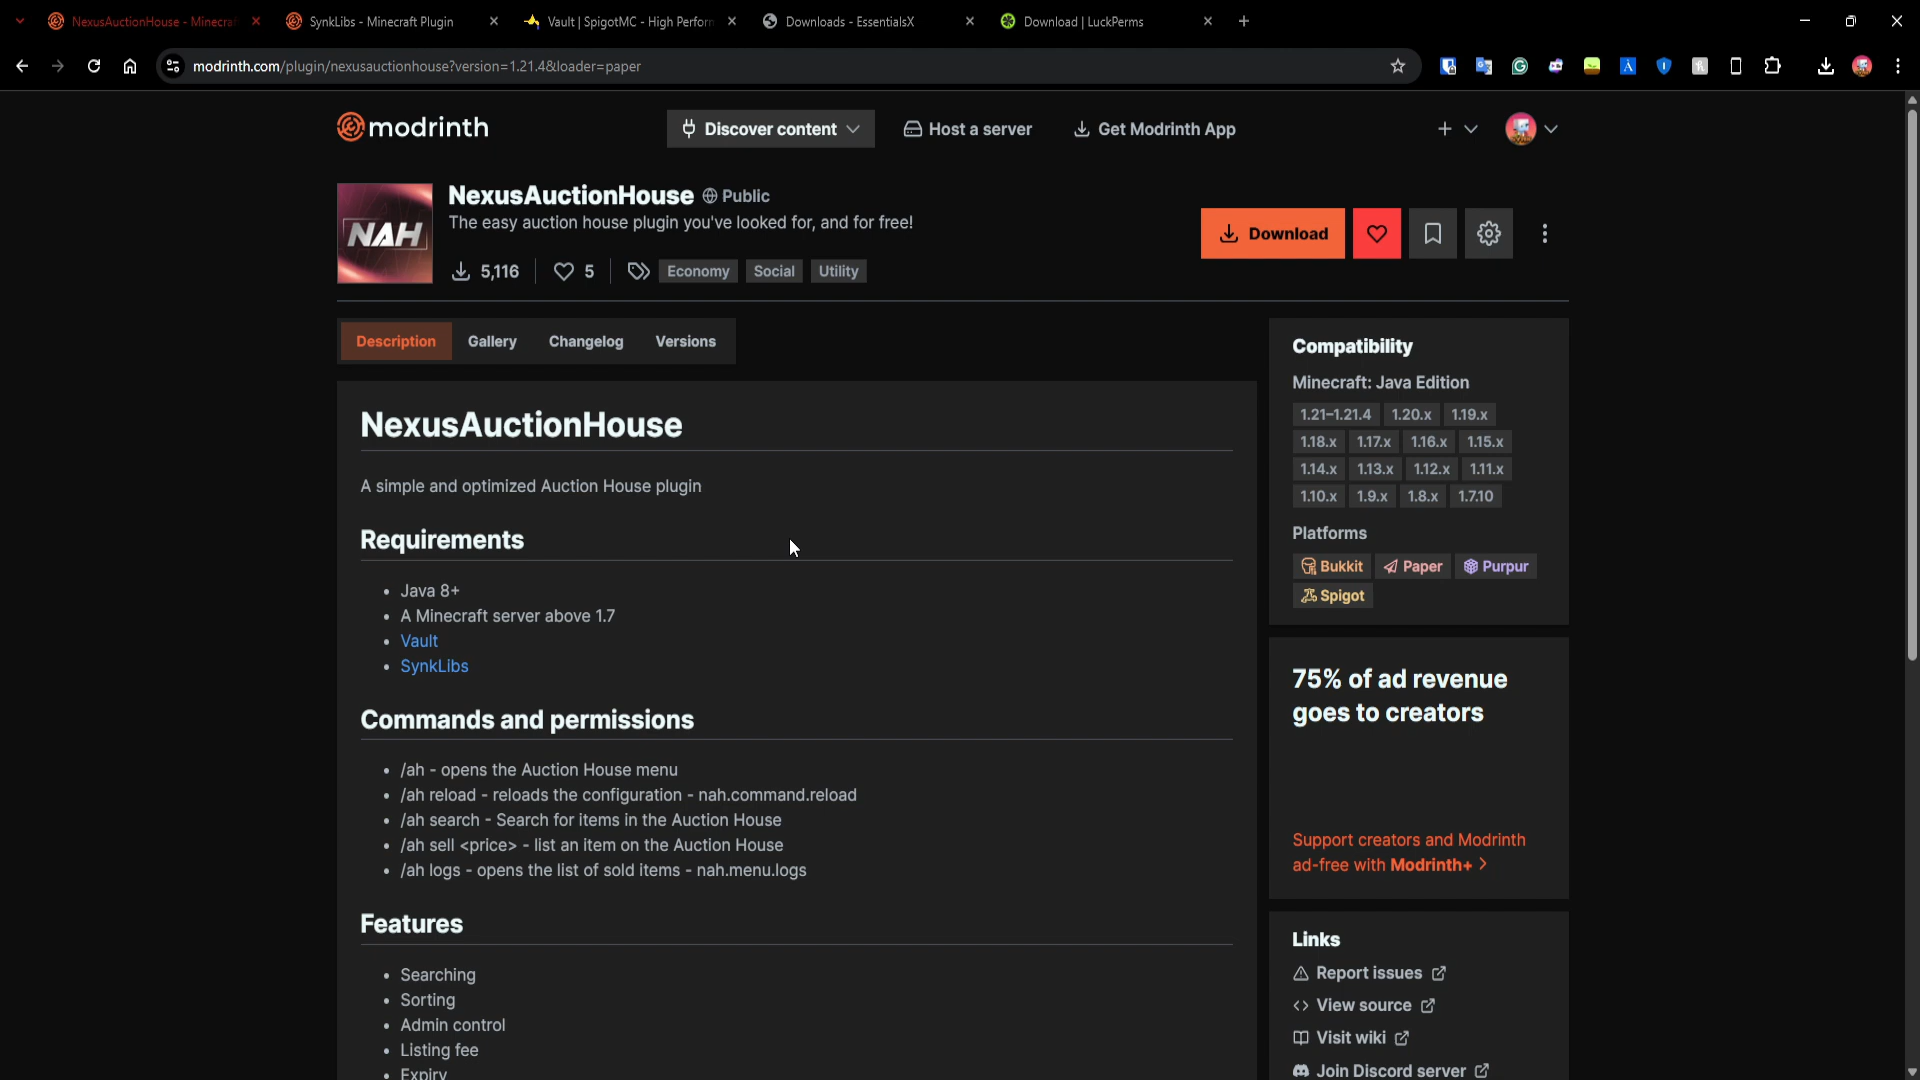 NexusAuctionHouse - Minecra
SynkLibs - Minecraft Plugin
Vault | SpigotMC - High Perform
Downloads - EssentialsX
Download | LuckPerms
modrinth.com/plugin/nexusauctionhouse?version=1.21.4&loader=paper
modrinth
Discover content
Host a server
Get Modrinth App
NAH
NexusAuctionHouse Public
The easy auction house plugin you've looked for, and for free!
5,116 5 Economy Social Utility
Download
Description Gallery Changelog Versions
NexusAuctionHouse
A simple and optimized Auction House plugin
Requirements
• Java 8+
• A Minecraft server above 1.7
• Vault
• SynkLibs
Commands and permissions
• /ah - opens the Auction House menu
• /ah reload - reloads the configuration - nah.command.reload
• /ah search - Search for items in the Auction House
• /ah sell <price> - list an item on the Auction House
• /ah logs - opens the list of sold items - nah.menu.logs
Features
• Searching
• Sorting
• Admin control
• Listing fee
• Expiry
Compatibility
Minecraft: Java Edition
1.21–1.21.4 1.20.x 1.19.x
1.18.x 1.17.x 1.16.x 1.15.x
1.14.x 1.13.x 1.12.x 1.11.x
1.10.x 1.9.x 1.8.x 1.7.10
Platforms
Bukkit Paper Purpur
Spigot
75% of ad revenue
goes to creators
Support creators and Modrinth
ad-free with Modrinth+ >
Links
Report issues
View source
Visit wiki
Join Discord server